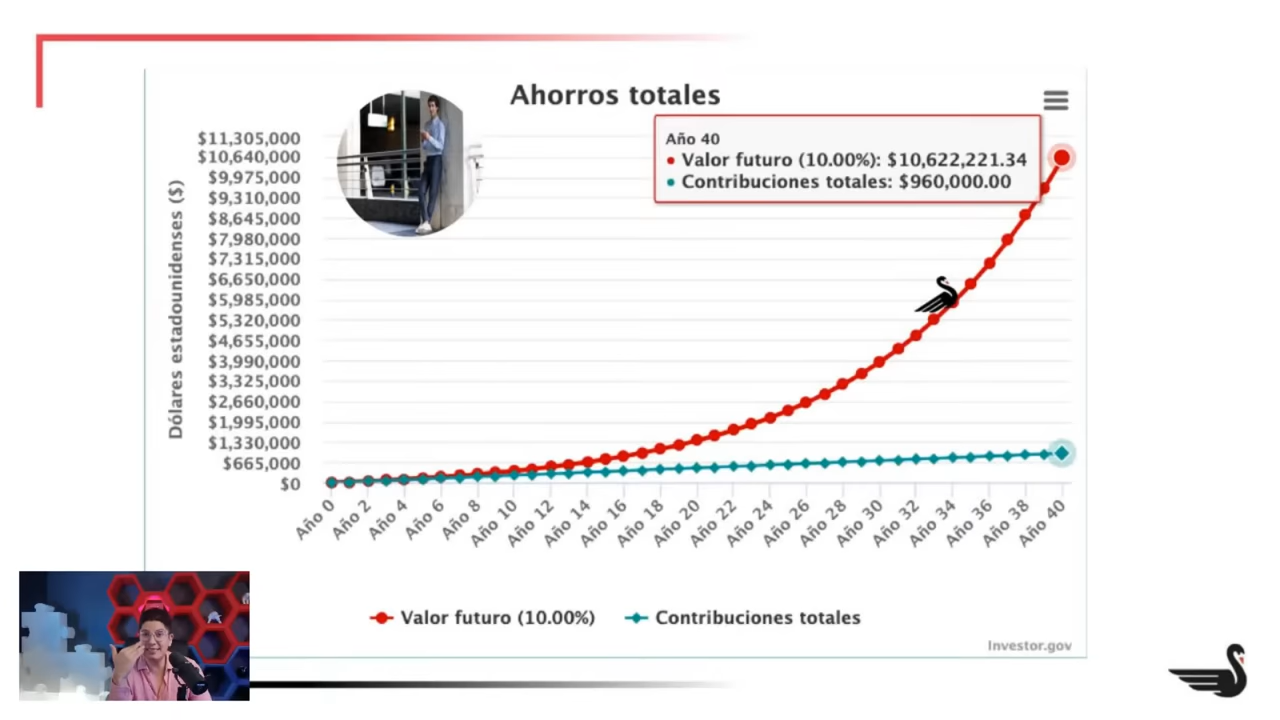 Ahorros totales
Año 40
• Valor futuro (10.00%): $10,622,221.34
• Contribuciones totales: $960,000.00
Dólares estadounidenses ($)
$11,305,000
$10,640,000
$9,975,000
$9,310,000
$8,645,000
$7,980,000
$7,315,000
$6,650,000
$5,985,000
$5,320,000
$4,655,000
$3,990,000
$3,325,000
$2,660,000
$1,995,000
$1,330,000
$665,000
$0
Año 0
Año 2
Año 4
Año 6
Año 8
Año 10
Año 12
Año 14
Año 16
Año 18
Año 20
Año 22
Año 24
Año 26
Año 28
Año 30
Año 32
Año 34
Año 36
Año 38
Año 40
Valor futuro (10.00%)
Contribuciones totales
Investor.gov